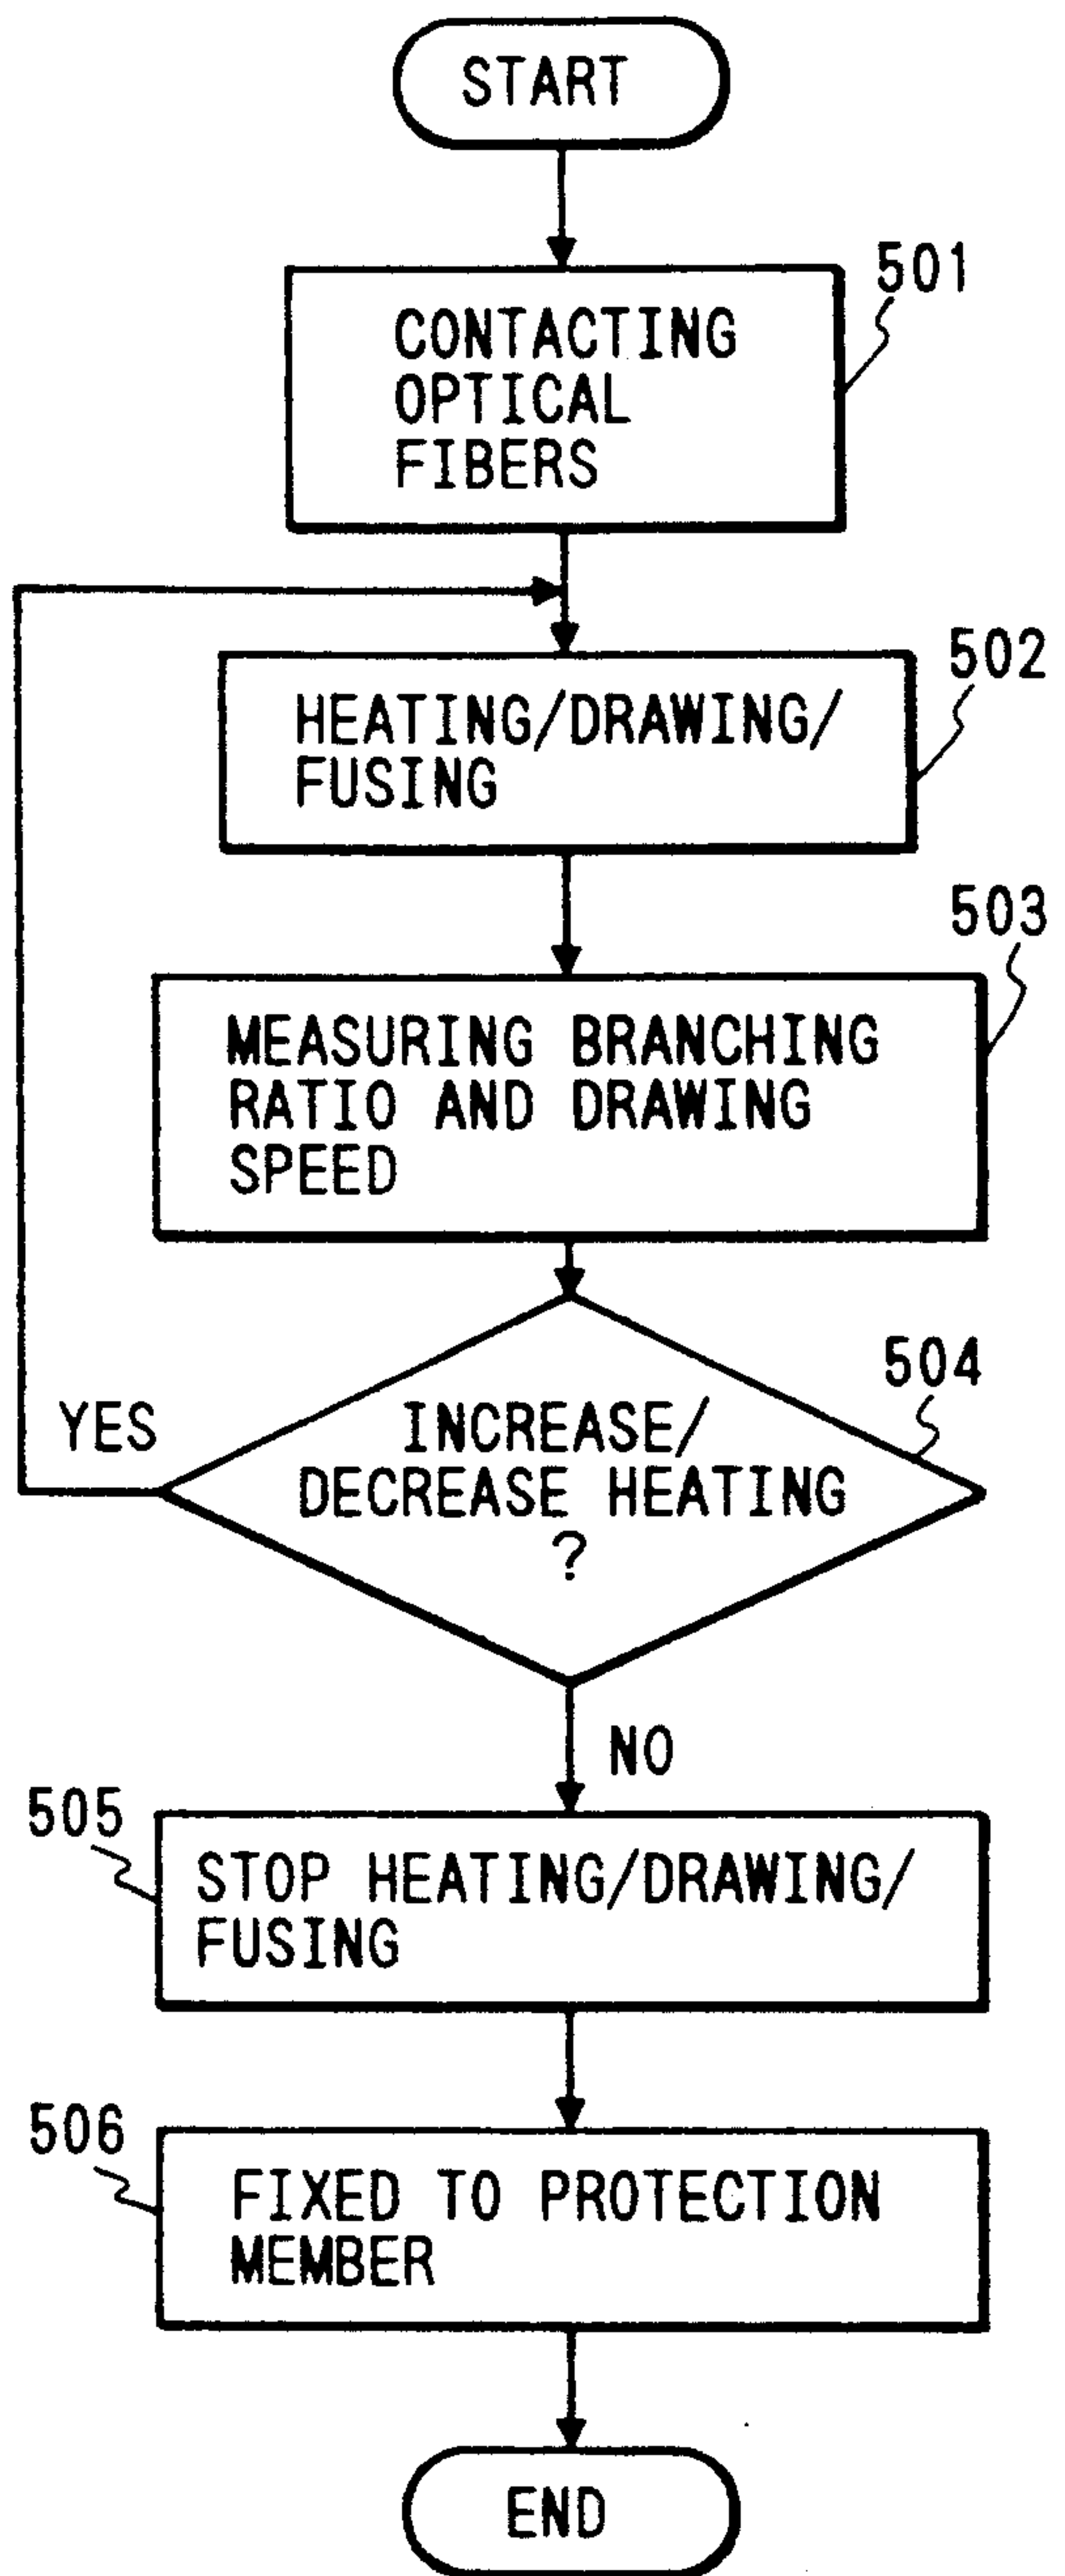 START
501
CONTACTING
OPTICAL
FIBERS
502
HEATING/DRAWING/
FUSING
503
MEASURING BRANCHING
RATIO AND DRAWING
SPEED
504
YES
INCREASE/
DECREASE HEATING
?
NO
505
STOP HEATING/DRAWING/
FUSING
506
FIXED TO PROTECTION
MEMBER
END